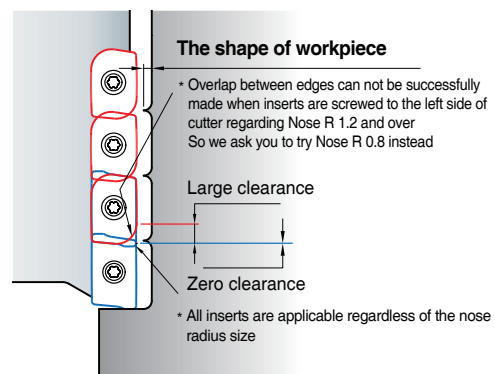 The shape of workpiece
* Overlap between edges can not be successfully
made when inserts are screwed to the left side of
cutter regarding Nose R 1.2 and over
So we ask you to try Nose R 0.8 instead
Large clearance
Zero clearance
* All inserts are applicable regardless of the nose
radius size